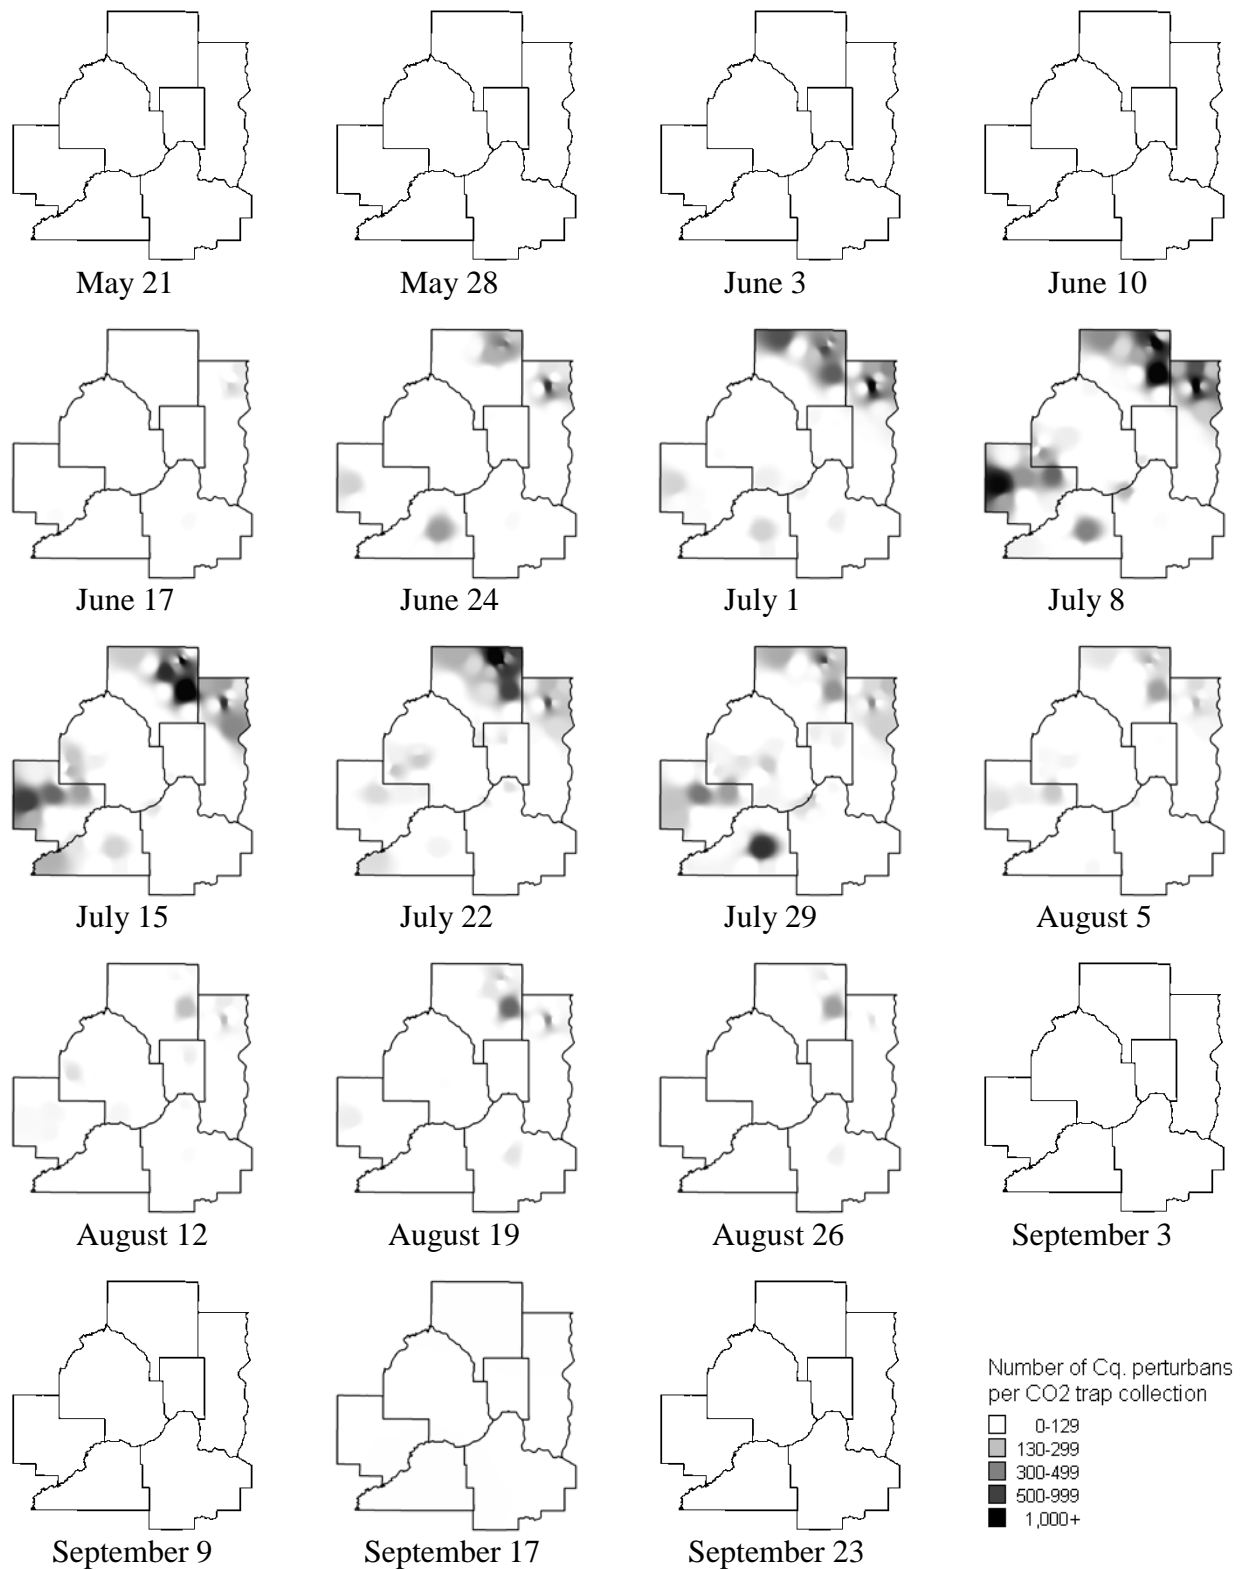 May 21
May 28
June 3
June 10
June 17
June 24
July 1
July 8
July 15
July 22
July 29
August 5
August 12
August 19
August 26
September 3
September 9
September 17
September 23
Number of Cq. perturbans
per CO2 trap collection
0-129
130-299
300-499
500-999
1,000+